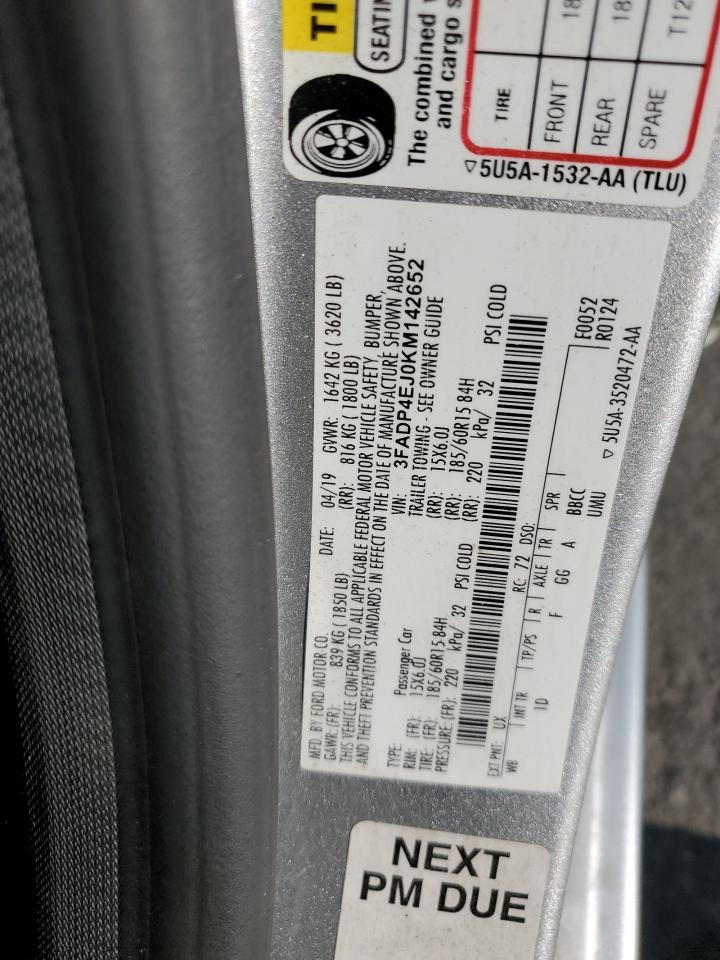 TI
SEATIN
The combined
and cargo s
TIRE
FRONT 18
REAR 18
SPARE T12
▽5U5A-1532-AA (TLU)
MFD. BY FORD MOTOR CO. DATE: 04/19 GVWR: 1642 KG ( 3620 LB)
GAWR: (FR): 839 KG ( 1850 LB) (RR): 816 KG ( 1800 LB)
THIS VEHICLE CONFORMS TO ALL APPLICABLE FEDERAL MOTOR VEHICLE SAFETY, BUMPER,
AND THEFT PREVENTION STANDARDS IN EFFECT ON THE DATE OF MANUFACTURE SHOWN ABOVE.
VIN: 3FADP4EJ0KM142652
TYPE: Passenger Car TRAILER TOWING - SEE OWNER GUIDE
RIM: (FR): 15X6.0J (RR): 15X6.0J
TIRE: (FR): 185/60R15 84H (RR): 185/60R15 84H
PRESSURE: (FR): 220 kPa/ 32 PSI COLD (RR): 220 kPa/ 32 PSI COLD
EXT PNT: UX RC: 72 DSO:
WB INT TR TP/PS R AXLE TR SPR
ID F GG A BBCC
UMU
F0052
R0124
▽ 5U5A-3520472-AA
NEXT
PM DUE